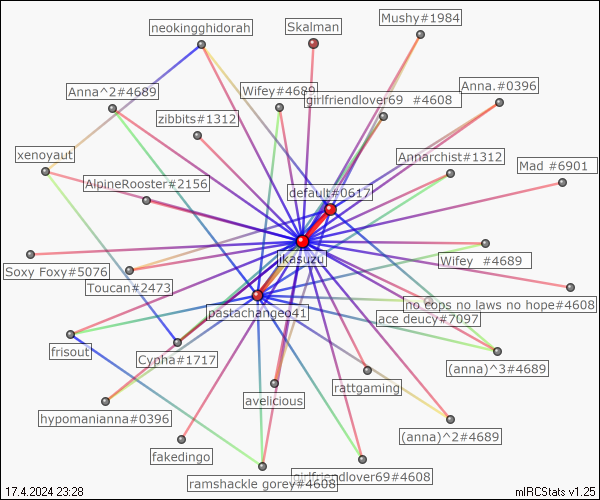 Mushy#1984
neokingghidorah
Skalman
Anna^2#4689
Wifey#4689
Anna.#0396
girlfriendlover69 #4608
zibbits#1312
xenoyaut
Annarchist#1312
Mad #6901
AlpineRooster#2156
default#0617
ikasuzu
Wifey #4689
Soxy Foxy#5076
Toucan#2473
no cops no laws no hope#4608
pastachangeo41
ace deucy#7097
frisout
Cypha#1717
(anna)^3#4689
rattgaming
avelicious
hypomanianna#0396
(anna)^2#4689
fakedingo
girlfriendlover69#4608
ramshackle gorey#4608
17.4.2024 23:28
mIRCStats v1.25